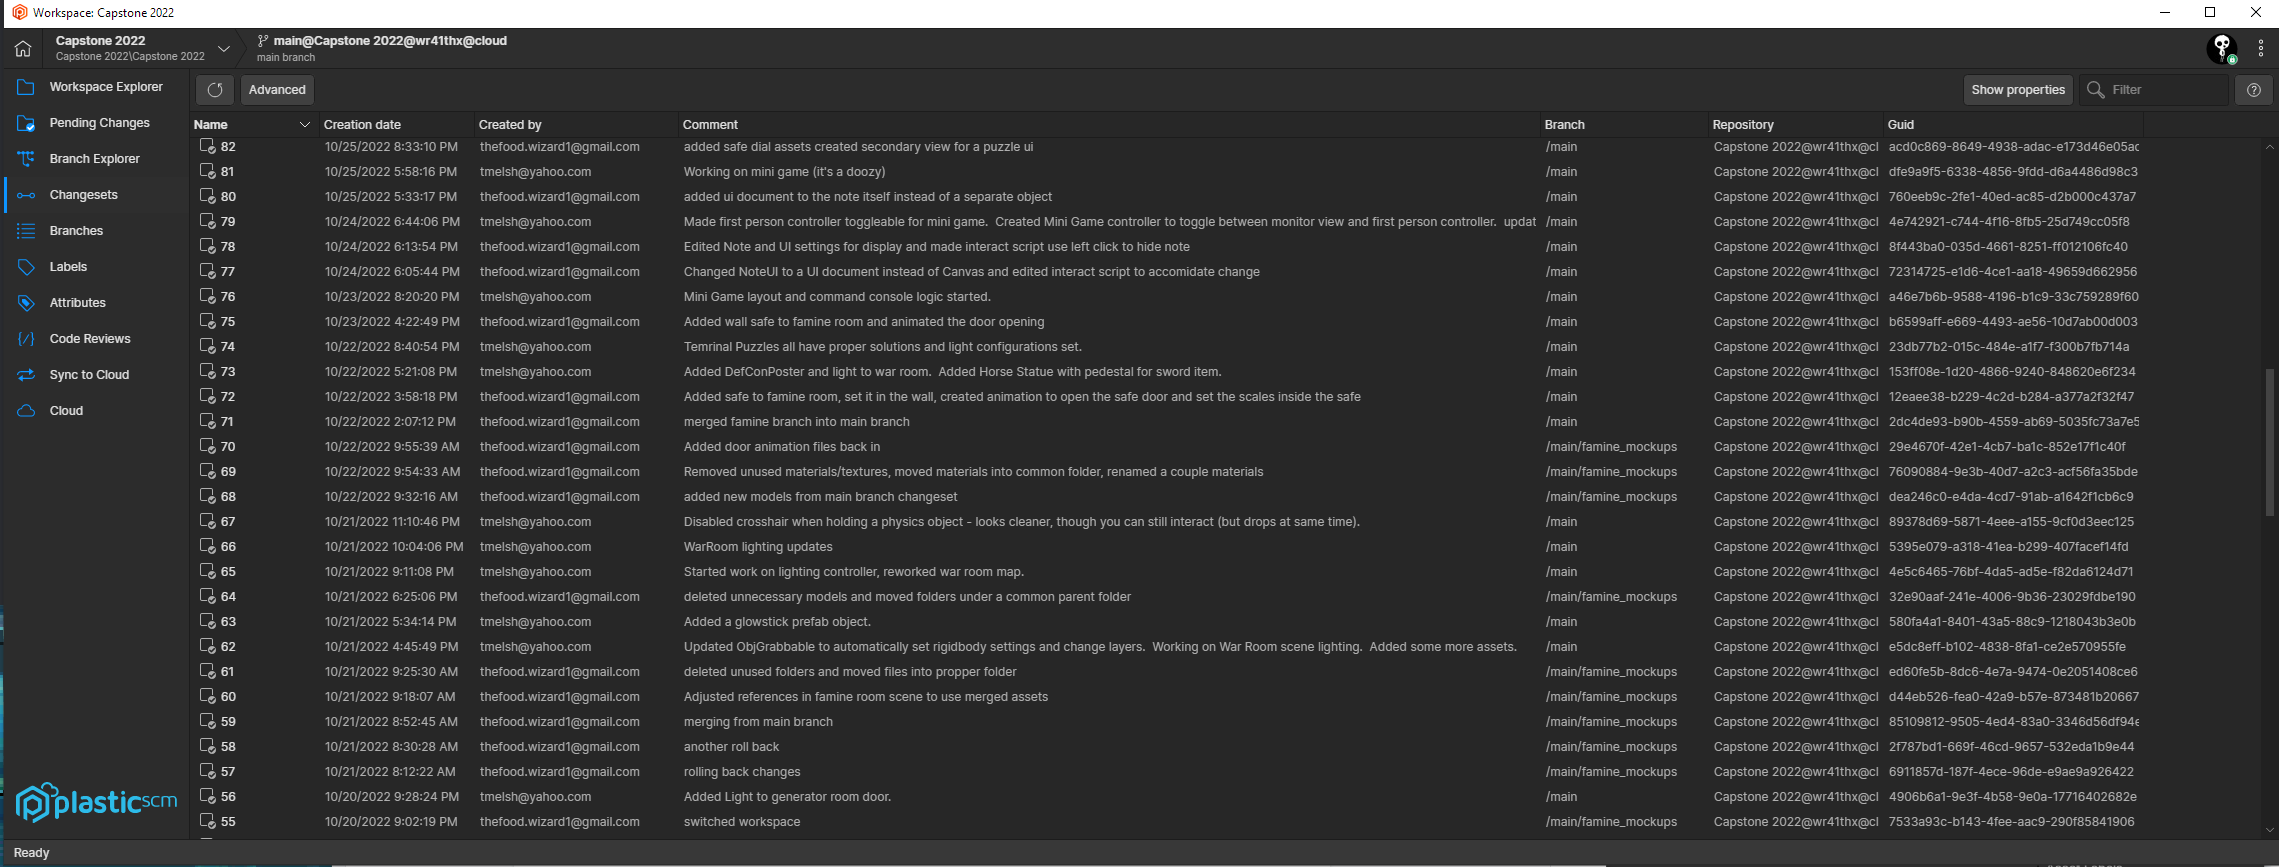 Workspace: Capstone 2022
Capstone 2022
Capstone 2022\Capstone 2022
main@Capstone 2022@wr41thx@cloud
main branch
Workspace Explorer
Pending Changes
Branch Explorer
Changesets
Branches
Labels
Attributes
Code Reviews
Sync to Cloud
Cloud
plasticscm
Advanced
Show properties
Filter
Name Creation date Created by Comment Branch Repository Guid
82 10/25/2022 8:33:10 PM thefood.wizard1@gmail.com added safe dial assets created secondary view for a puzzle ui /main Capstone 2022@wr41thx@cl acd0c869-8649-4938-adac-e173d46e05ac
81 10/25/2022 5:58:16 PM tmelsh@yahoo.com Working on mini game (it's a doozy) /main Capstone 2022@wr41thx@cl dfe9a9f5-6338-4856-9fdd-d6a4486d98c3
80 10/25/2022 5:33:17 PM thefood.wizard1@gmail.com added ui document to the note itself instead of a separate object /main Capstone 2022@wr41thx@cl 760eeb9c-2fe1-40ed-ac85-d2b000c437a7
79 10/24/2022 6:44:06 PM tmelsh@yahoo.com Made first person controller toggleable for mini game.  Created Mini Game controller to toggle between monitor view and first person controller.  updat /main Capstone 2022@wr41thx@cl 4e742921-c744-4f16-8fb5-25d749cc05f8
78 10/24/2022 6:13:54 PM thefood.wizard1@gmail.com Edited Note and UI settings for display and made interact script use left click to hide note /main Capstone 2022@wr41thx@cl 8f443ba0-035d-4661-8251-ff012106fc40
77 10/24/2022 6:05:44 PM thefood.wizard1@gmail.com Changed NoteUI to a UI document instead of Canvas and edited interact script to accomidate change /main Capstone 2022@wr41thx@cl 72314725-e1d6-4ce1-aa18-49659d662956
76 10/23/2022 8:20:20 PM tmelsh@yahoo.com Mini Game layout and command console logic started. /main Capstone 2022@wr41thx@cl a46e7b6b-9588-4196-b1c9-33c759289f60
75 10/23/2022 4:22:49 PM thefood.wizard1@gmail.com Added wall safe to famine room and animated the door opening /main Capstone 2022@wr41thx@cl b6599aff-e669-4493-ae56-10d7ab00d003
74 10/22/2022 8:40:54 PM tmelsh@yahoo.com Temrinal Puzzles all have proper solutions and light configurations set. /main Capstone 2022@wr41thx@cl 23db77b2-015c-484e-a1f7-f300b7fb714a
73 10/22/2022 5:21:08 PM tmelsh@yahoo.com Added DefConPoster and light to war room.  Added Horse Statue with pedestal for sword item. /main Capstone 2022@wr41thx@cl 153ff08e-1d20-4866-9240-848620e6f234
72 10/22/2022 3:58:18 PM thefood.wizard1@gmail.com Added safe to famine room, set it in the wall, created animation to open the safe door and set the scales inside the safe /main Capstone 2022@wr41thx@cl 12eaee38-b229-4c2d-b284-a377a2f32f47
71 10/22/2022 2:07:12 PM thefood.wizard1@gmail.com merged famine branch into main branch /main Capstone 2022@wr41thx@cl 2dc4de93-b90b-4559-ab69-5035fc73a7e5
70 10/22/2022 9:55:39 AM thefood.wizard1@gmail.com Added door animation files back in /main/famine_mockups Capstone 2022@wr41thx@cl 29e4670f-42e1-4cb7-ba1c-852e17f1c40f
69 10/22/2022 9:54:33 AM thefood.wizard1@gmail.com Removed unused materials/textures, moved materials into common folder, renamed a couple materials /main/famine_mockups Capstone 2022@wr41thx@cl 76090884-9e3b-40d7-a2c3-acf56fa35bde
68 10/22/2022 9:32:16 AM thefood.wizard1@gmail.com added new models from main branch changeset /main/famine_mockups Capstone 2022@wr41thx@cl dea246c0-e4da-4cd7-91ab-a1642f1cb6c9
67 10/21/2022 11:10:46 PM tmelsh@yahoo.com Disabled crosshair when holding a physics object - looks cleaner, though you can still interact (but drops at same time). /main Capstone 2022@wr41thx@cl 89378d69-5871-4eee-a155-9cf0d3eec125
66 10/21/2022 10:04:06 PM tmelsh@yahoo.com WarRoom lighting updates /main Capstone 2022@wr41thx@cl 5395e079-a318-41ea-b299-407facef14fd
65 10/21/2022 9:11:08 PM tmelsh@yahoo.com Started work on lighting controller, reworked war room map. /main Capstone 2022@wr41thx@cl 4e5c6465-76bf-4da5-ad5e-f82da6124d71
64 10/21/2022 6:25:06 PM thefood.wizard1@gmail.com deleted unnecessary models and moved folders under a common parent folder /main/famine_mockups Capstone 2022@wr41thx@cl 32e90aaf-241e-4006-9b36-23029fdbe190
63 10/21/2022 5:34:14 PM tmelsh@yahoo.com Added a glowstick prefab object. /main Capstone 2022@wr41thx@cl 580fa4a1-8401-43a5-88c9-1218043b3e0b
62 10/21/2022 4:45:49 PM tmelsh@yahoo.com Updated ObjGrabbable to automatically set rigidbody settings and change layers.  Working on War Room scene lighting.  Added some more assets. /main Capstone 2022@wr41thx@cl e5dc8eff-b102-4838-8fa1-ce2e570955fe
61 10/21/2022 9:25:30 AM thefood.wizard1@gmail.com deleted unused folders and moved files into propper folder /main/famine_mockups Capstone 2022@wr41thx@cl ed60fe5b-8dc6-4e7a-9474-0e2051408ce6
60 10/21/2022 9:18:07 AM thefood.wizard1@gmail.com Adjusted references in famine room scene to use merged assets /main/famine_mockups Capstone 2022@wr41thx@cl d44eb526-fea0-42a9-b57e-873481b20667
59 10/21/2022 8:52:45 AM thefood.wizard1@gmail.com merging from main branch /main/famine_mockups Capstone 2022@wr41thx@cl 85109812-9505-4ed4-83a0-3346d56df94e
58 10/21/2022 8:30:28 AM thefood.wizard1@gmail.com another roll back /main/famine_mockups Capstone 2022@wr41thx@cl 2f787bd1-669f-46cd-9657-532eda1b9e44
57 10/21/2022 8:12:22 AM thefood.wizard1@gmail.com rolling back changes /main/famine_mockups Capstone 2022@wr41thx@cl 6911857d-187f-4ece-96de-e9ae9a926422
56 10/20/2022 9:28:24 PM tmelsh@yahoo.com Added Light to generator room door. /main Capstone 2022@wr41thx@cl 4906b6a1-9e3f-4b58-9e0a-17716402682e
55 10/20/2022 9:02:19 PM thefood.wizard1@gmail.com switched workspace /main/famine_mockups Capstone 2022@wr41thx@cl 7533a93c-b143-4fee-aac9-290f85841906
Ready